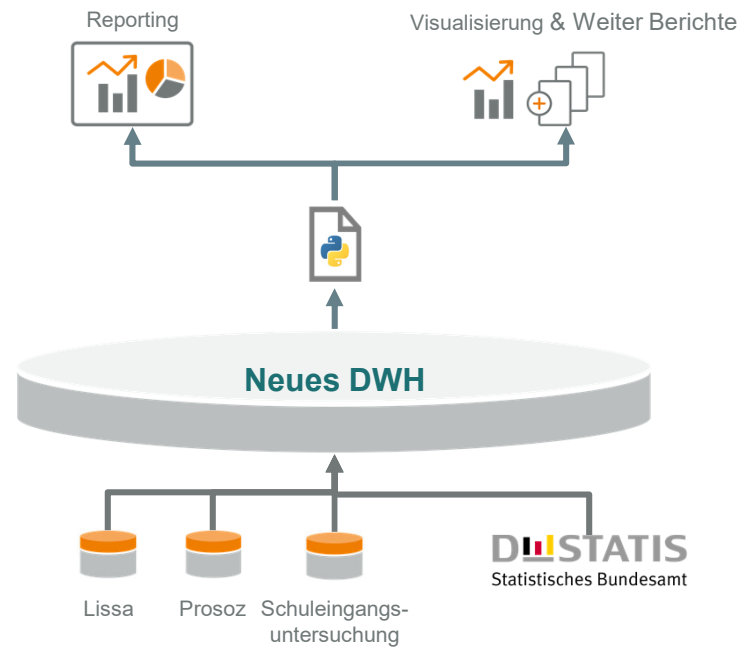 Reporting
Visualisierung & Weiter Berichte
Neues DWH
DESTATIS
Statistisches Bundesamt
Lissa
Prosoz
Schuleingangs-
untersuchung